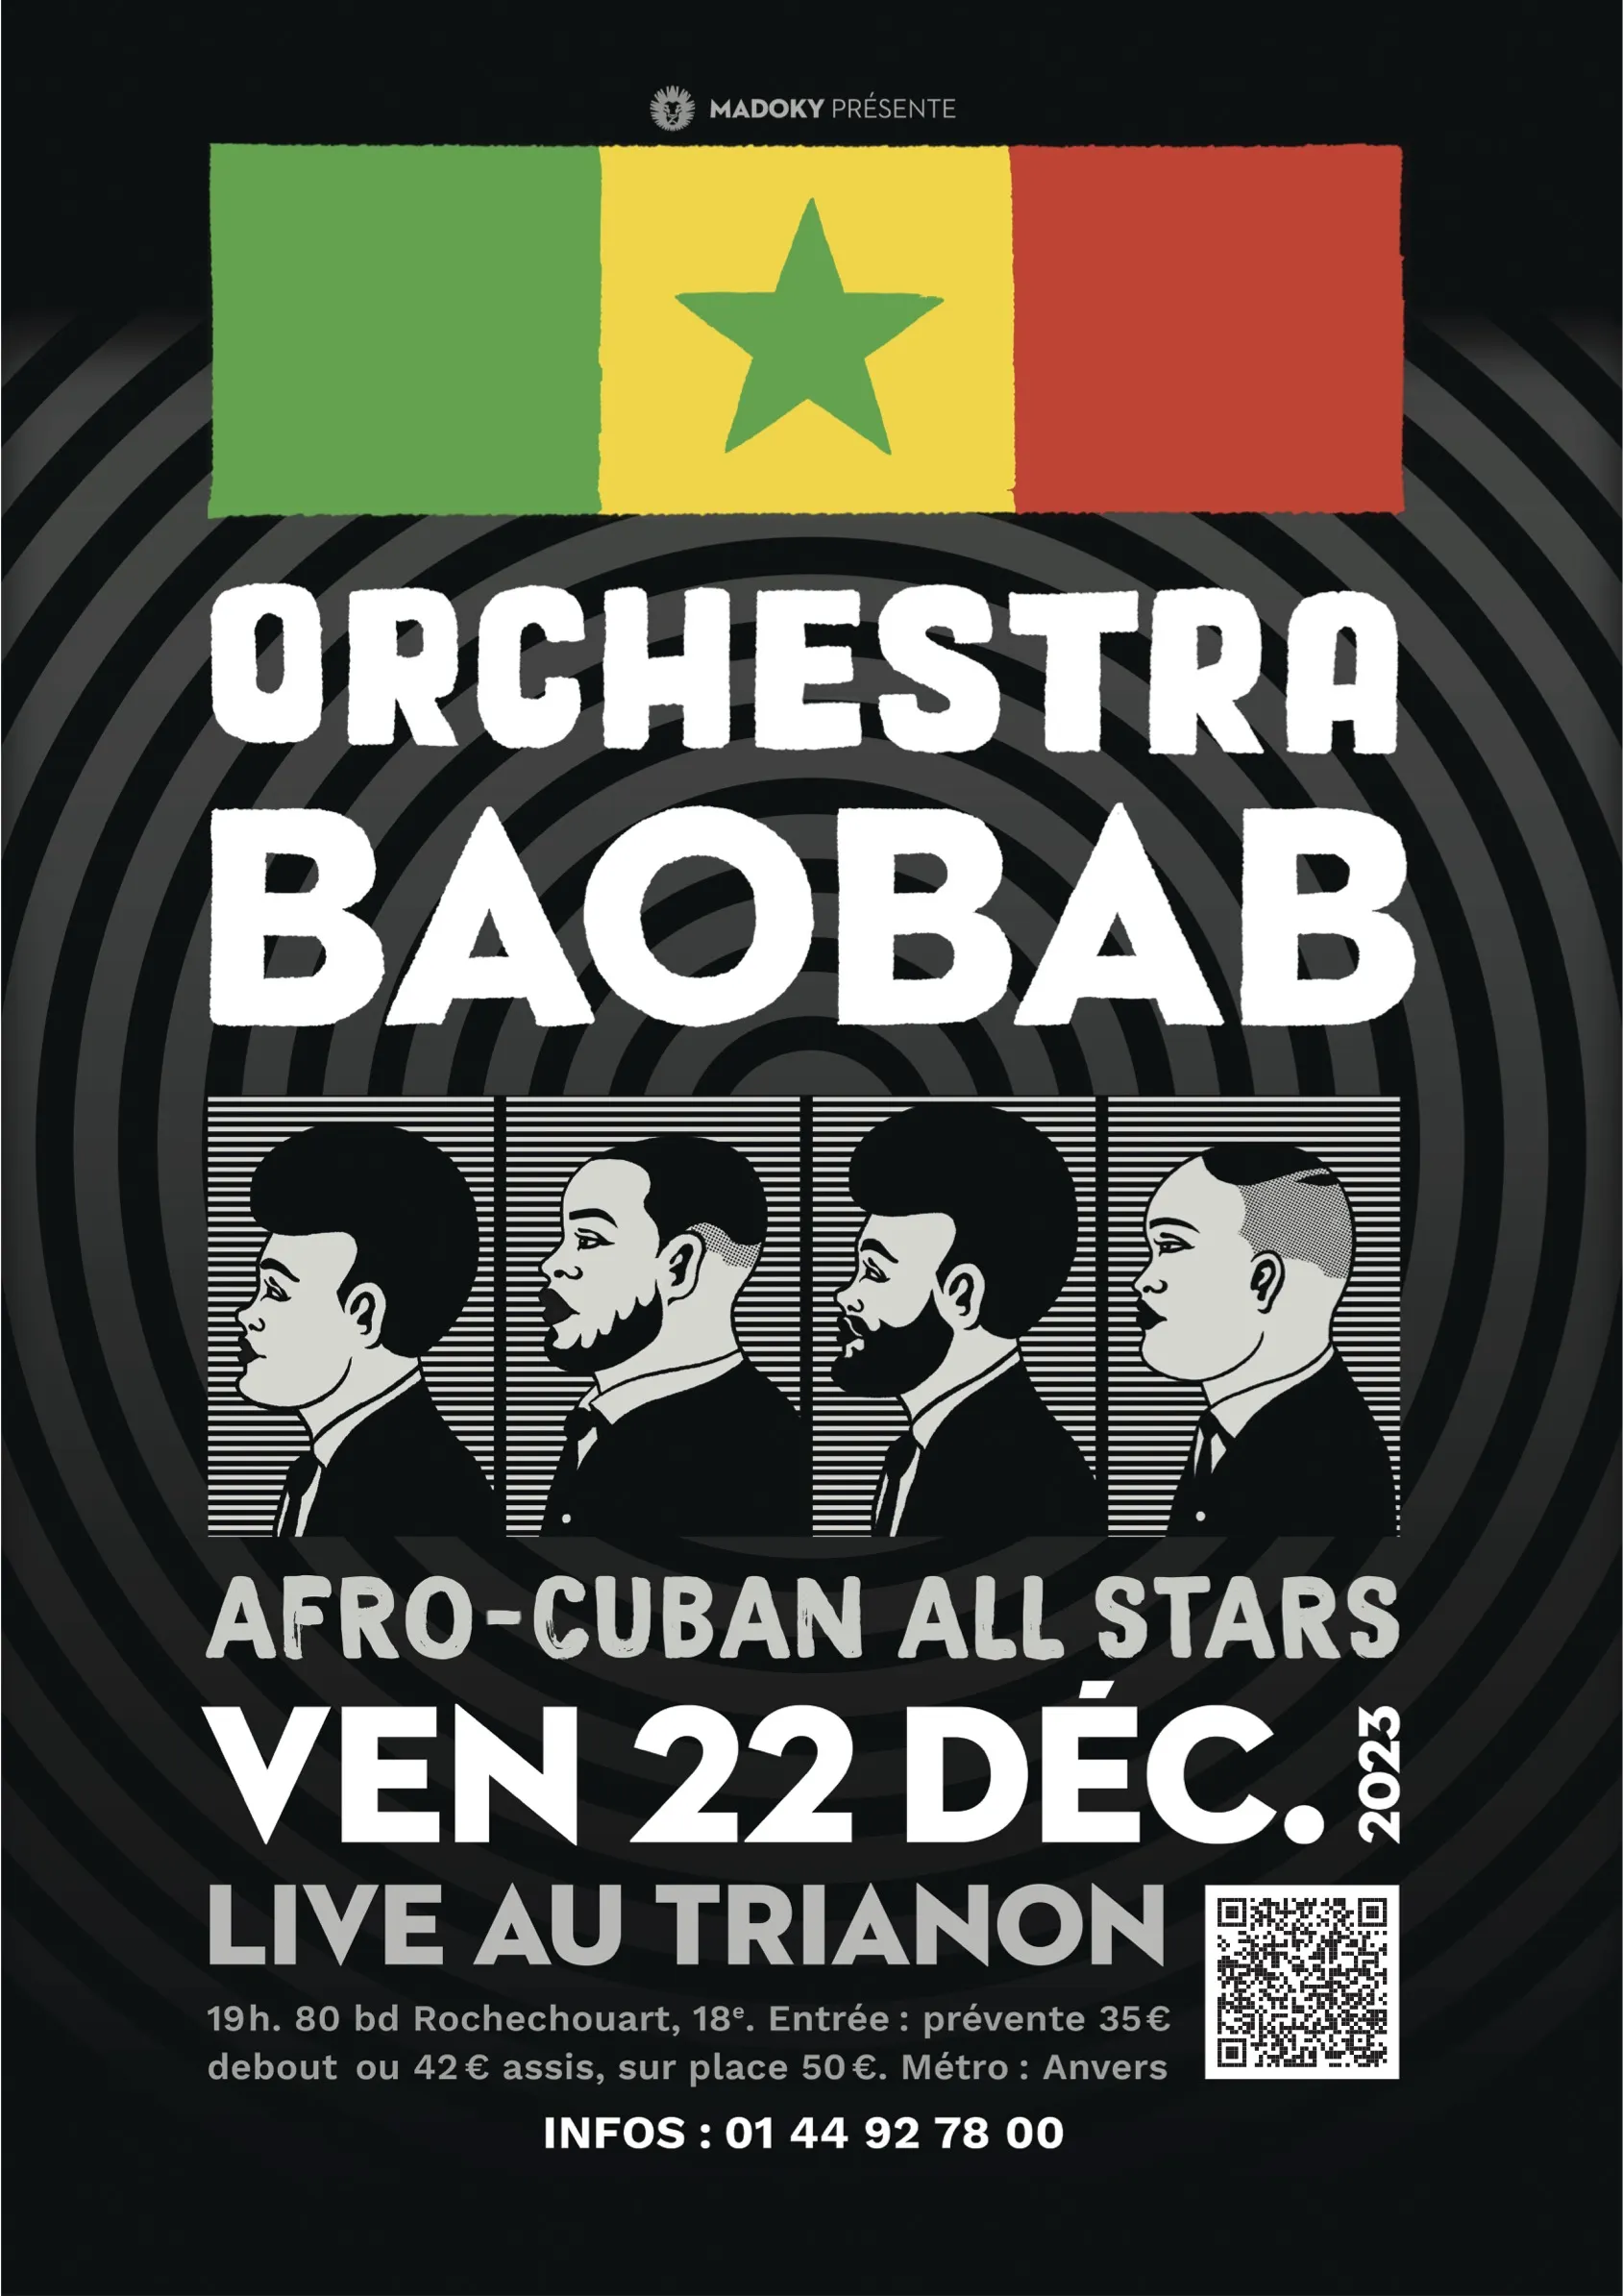 MADOKY PRÉSENTE
ORCHESTRA
BAOBAB
AFRO-CUBAN ALL STARS
VEN 22 DÉC. 2023
LIVE AU TRIANON
19h. 80 bd Rochechouart, 18ᵉ. Entrée : prévente 35 €
debout ou 42 € assis, sur place 50 €. Métro : Anvers
INFOS : 01 44 92 78 00